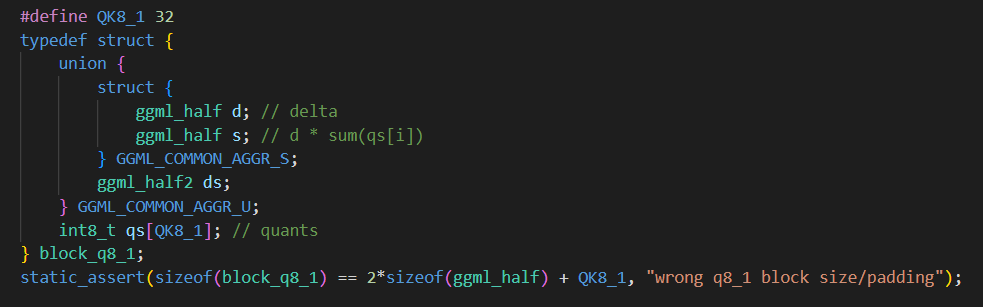 #define QK8_1 32
typedef struct {
    union {
        struct {
            ggml_half d; // delta
            ggml_half s; // d * sum(qs[i])
        } GGML_COMMON_AGGR_S;
        ggml_half2 ds;
    } GGML_COMMON_AGGR_U;
    int8_t qs[QK8_1]; // quants
} block_q8_1;
static_assert(sizeof(block_q8_1) == 2*sizeof(ggml_half) + QK8_1, "wrong q8_1 block size/padding");